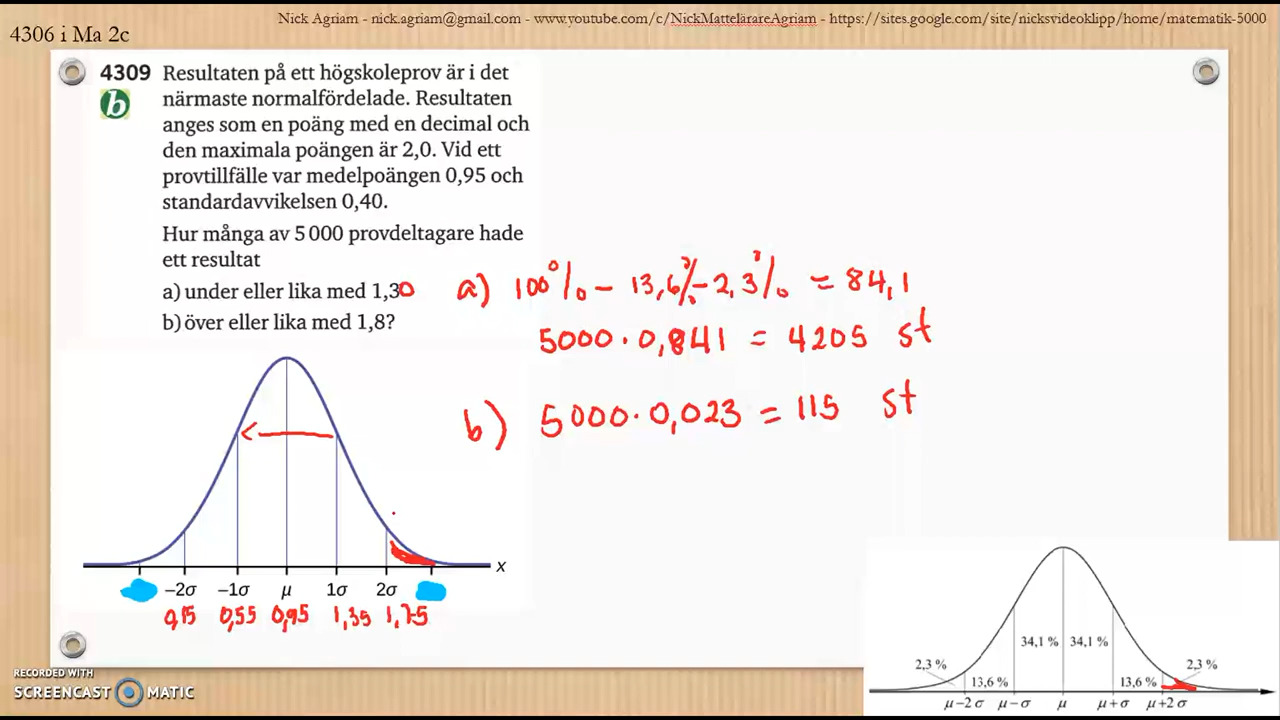 Nick Agriam - nick.agriam@gmail.com - www.youtube.com/c/NickMattelärareAgriam - https://sites.google.com/site/nicksvideoklipp/home/matematik-5000
4306 i Ma 2c
4309 Resultaten på ett högskoleprov är i det
b
närmaste normalfördelade. Resultaten
anges som en poäng med en decimal och
den maximala poängen är 2,0. Vid ett
provtillfälle var medelpoängen 0,95 och
standardavvikelsen 0,40.
Hur många av 5 000 provdeltagare hade
ett resultat
a) under eller lika med 1,30
b) över eller lika med 1,8?
a) 100% - 13,6% - 2,3% = 84,1
5000 · 0,841 = 4205 st
b) 5000 · 0,023 = 115 st
x
−2σ −1σ μ 1σ 2σ
0,15 0,55 0,95 1,35 1,75
34,1 % 34,1 %
2,3 % 2,3 %
13,6 % 13,6 %
μ−2σ μ−σ μ μ+σ μ+2σ
RECORDED WITH
SCREENCAST MATIC